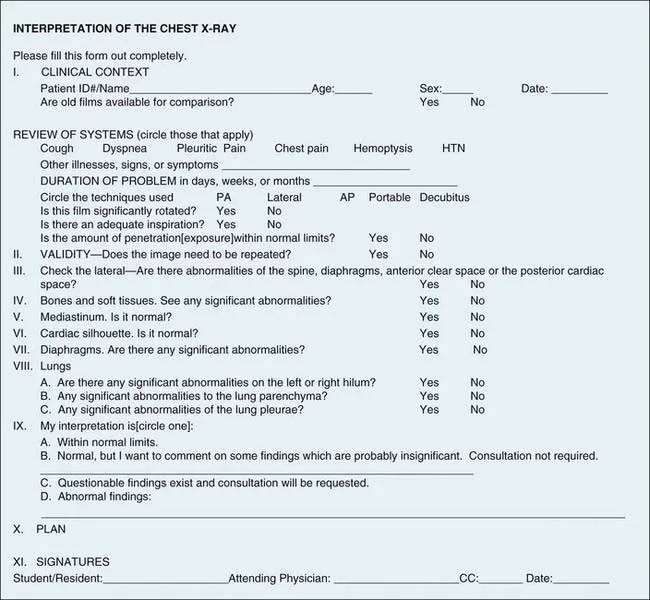 INTERPRETATION OF THE CHEST X-RAY
Please fill this form out completely.
I. CLINICAL CONTEXT
Patient ID#/Name______________________________Age:______ Sex:_____ Date: _________
Are old films available for comparison? Yes No
REVIEW OF SYSTEMS (circle those that apply)
Cough Dyspnea Pleuritic Pain Chest pain Hemoptysis HTN
Other illnesses, signs, or symptoms ______________________________
DURATION OF PROBLEM in days, weeks, or months _______________________
Circle the techniques used PA Lateral AP Portable Decubitus
Is this film significantly rotated? Yes No
Is there an adequate inspiration? Yes No
Is the amount of penetration[exposure]within normal limits? Yes No
II. VALIDITY—Does the image need to be repeated? Yes No
III. Check the lateral—Are there abnormalities of the spine, diaphragms, anterior clear space or the posterior cardiac
space? Yes No
IV. Bones and soft tissues. See any significant abnormalities? Yes No
V. Mediastinum. Is it normal? Yes No
VI. Cardiac silhouette. Is it normal? Yes No
VII. Diaphragms. Are there any significant abnormalities? Yes No
VIII. Lungs
A. Are there any significant abnormalities on the left or right hilum? Yes No
B. Any significant abnormalities to the lung parenchyma? Yes No
C. Any significant abnormalities of the lung pleurae? Yes No
IX. My interpretation is[circle one]:
A. Within normal limits.
B. Normal, but I want to comment on some findings which are probably insignificant. Consultation not required.
C. Questionable findings exist and consultation will be requested.
D. Abnormal findings:
X. PLAN
XI. SIGNATURES
Student/Resident:____________________Attending Physician: ____________________CC:_______ Date:_________